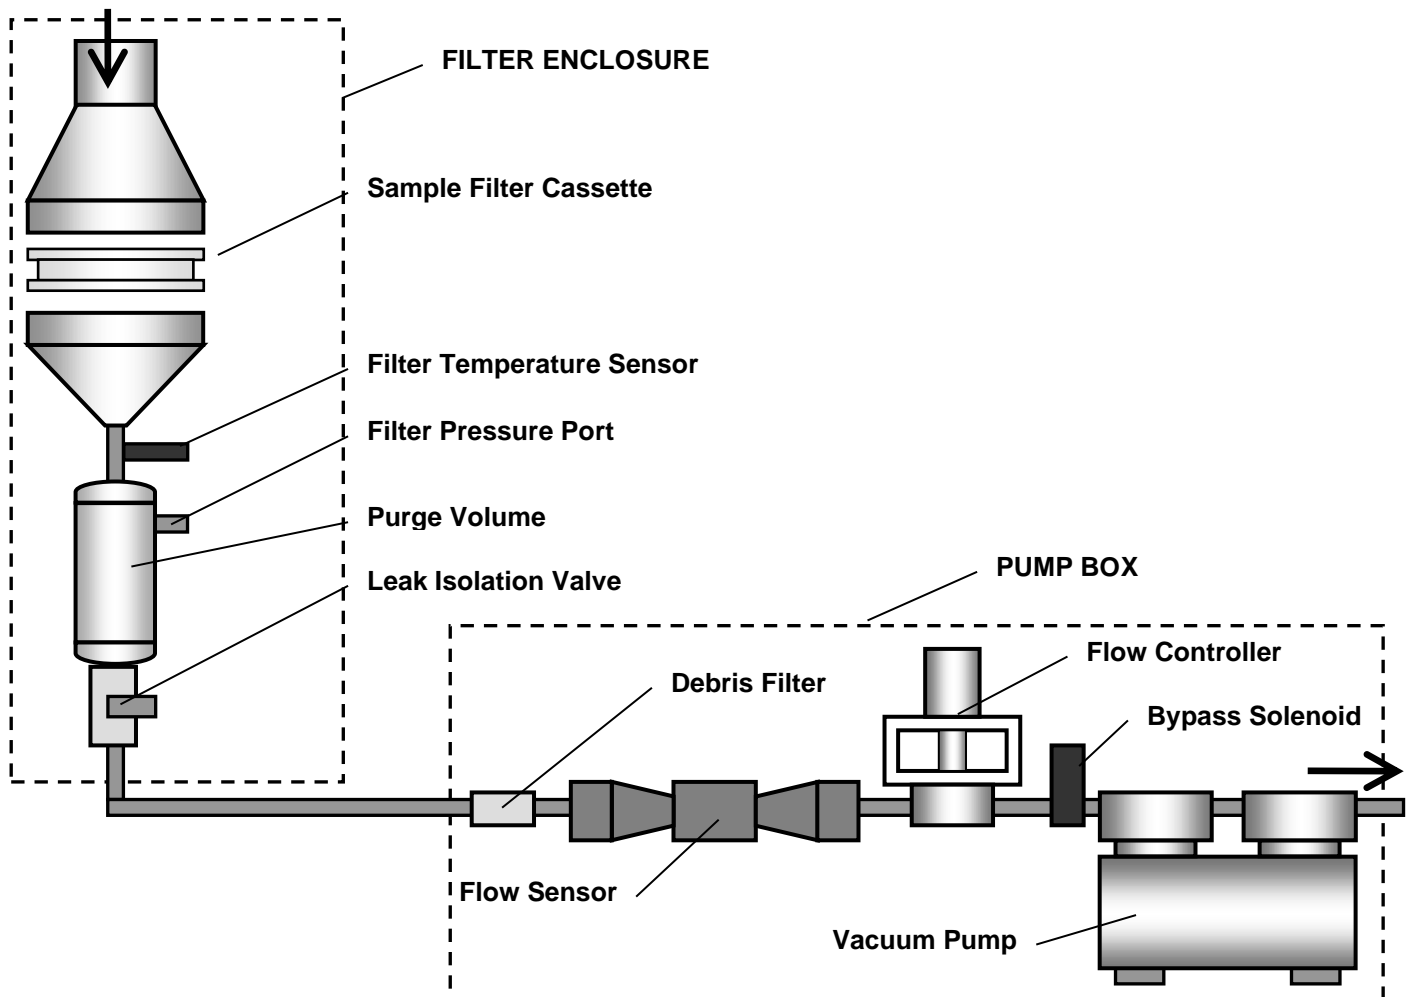 FILTER ENCLOSURE
Sample Filter Cassette
Filter Temperature Sensor
Filter Pressure Port
Purge Volume
Leak Isolation Valve
PUMP BOX
Flow Controller
Debris Filter
Bypass Solenoid
Flow Sensor
Vacuum Pump